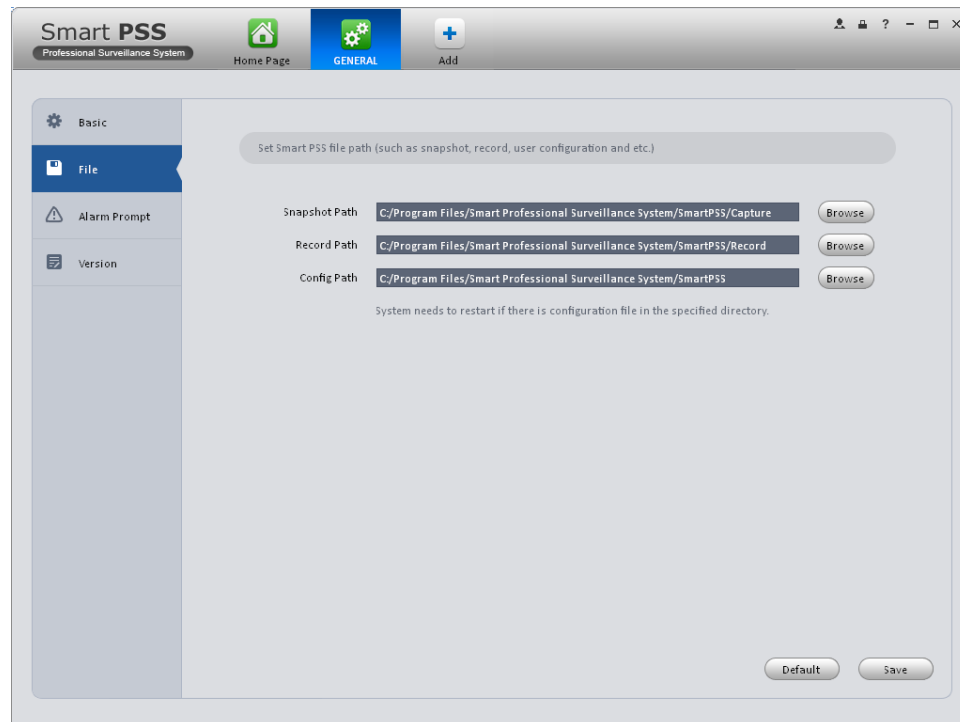 Smart PSS
Professional Surveillance System
Home Page
GENERAL
Add
?
Basic
File
Alarm Prompt
Version
Set Smart PSS file path (such as snapshot, record, user configuration and etc.)
Snapshot Path C:/Program Files/Smart Professional Surveillance System/SmartPSS/Capture Browse
Record Path C:/Program Files/Smart Professional Surveillance System/SmartPSS/Record Browse
Config Path C:/Program Files/Smart Professional Surveillance System/SmartPSS Browse
System needs to restart if there is configuration file in the specified directory.
Default Save